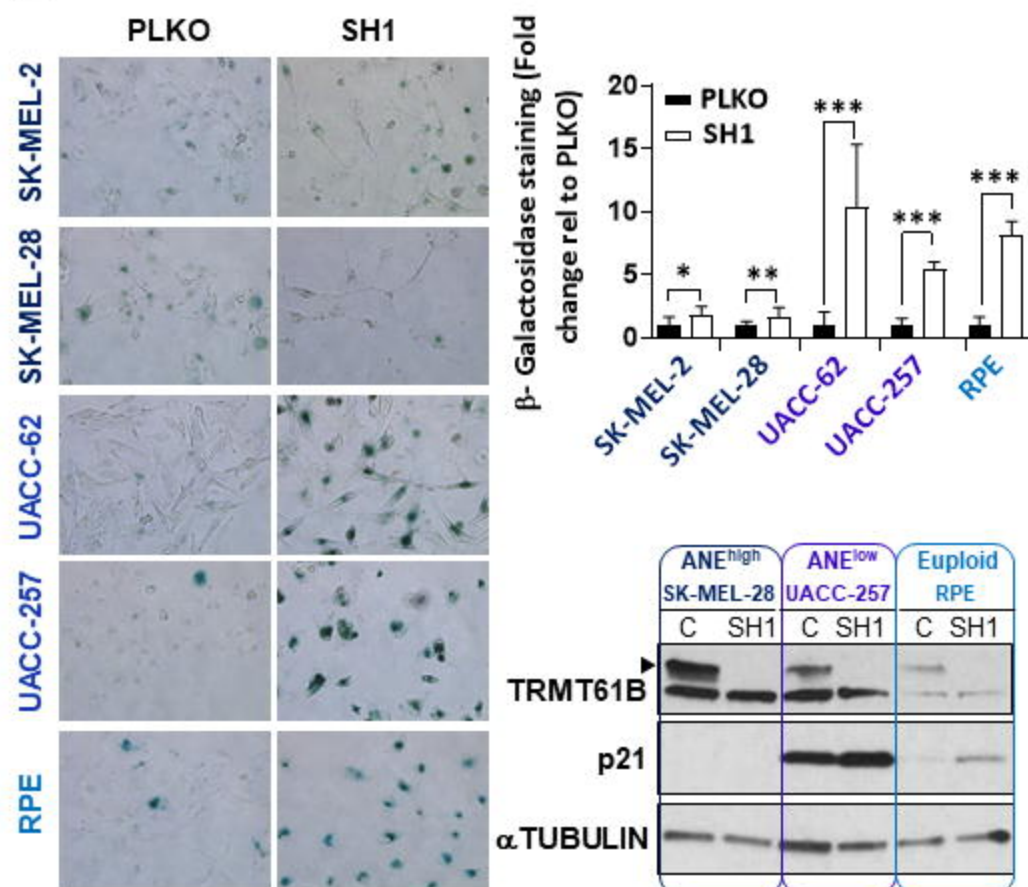 PLKO SH1
SK-MEL-2
SK-MEL-28
UACC-62
UACC-257
RPE
β- Galactosidase staining (Fold
change rel to PLKO)
20
15
10
5
0
PLKO
SH1
* ** *** *** ***
SK-MEL-2 SK-MEL-28 UACC-62 UACC-257 RPE
ANEhigh ANElow Euploid
SK-MEL-28 UACC-257 RPE
C SH1 C SH1 C SH1
TRMT61B
p21
αTUBULIN